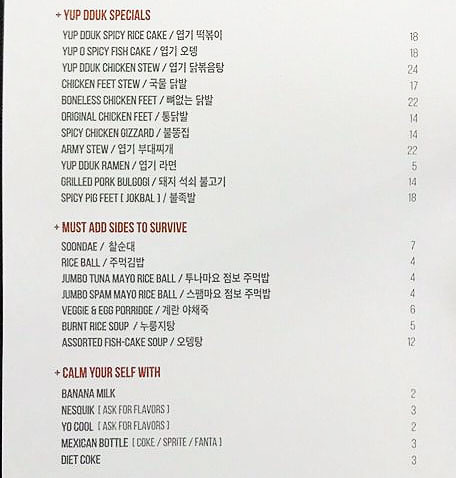 + YUP DDUK SPECIALS
YUP DDUK SPICY RICE CAKE / 엽기 떡볶이 18
YUP O SPICY FISH CAKE / 엽기 오뎅 18
YUP DDUK CHICKEN STEW / 엽기 닭볶음탕 24
CHICKEN FEET STEW / 국물 닭발 17
BONELESS CHICKEN FEET / 뼈없는 닭발 22
ORIGINAL CHICKEN FEET / 통닭발 14
SPICY CHICKEN GIZZARD / 불똥집 14
ARMY STEW / 엽기 부대찌개 22
YUP DDUK RAMEN / 엽기 라면 5
GRILLED PORK BULGOGI / 돼지 석쇠 불고기 14
SPICY PIG FEET [ JOKBAL ] / 불족발 18
+ MUST ADD SIDES TO SURVIVE
SOONDAE / 찰순대 7
RICE BALL / 주먹김밥 4
JUMBO TUNA MAYO RICE BALL / 투나마요 점보 주먹밥 4
JUMBO SPAM MAYO RICE BALL / 스팸마요 점보 주먹밥 4
VEGGIE & EGG PORRIDGE / 계란 야채죽 6
BURNT RICE SOUP / 누룽지탕 5
ASSORTED FISH-CAKE SOUP / 오뎅탕 12
+ CALM YOUR SELF WITH
BANANA MILK 2
NESQUIK [ ASK FOR FLAVORS ] 3
YO COOL [ ASK FOR FLAVORS ] 2
MEXICAN BOTTLE [ COKE / SPRITE / FANTA ] 3
DIET COKE 3